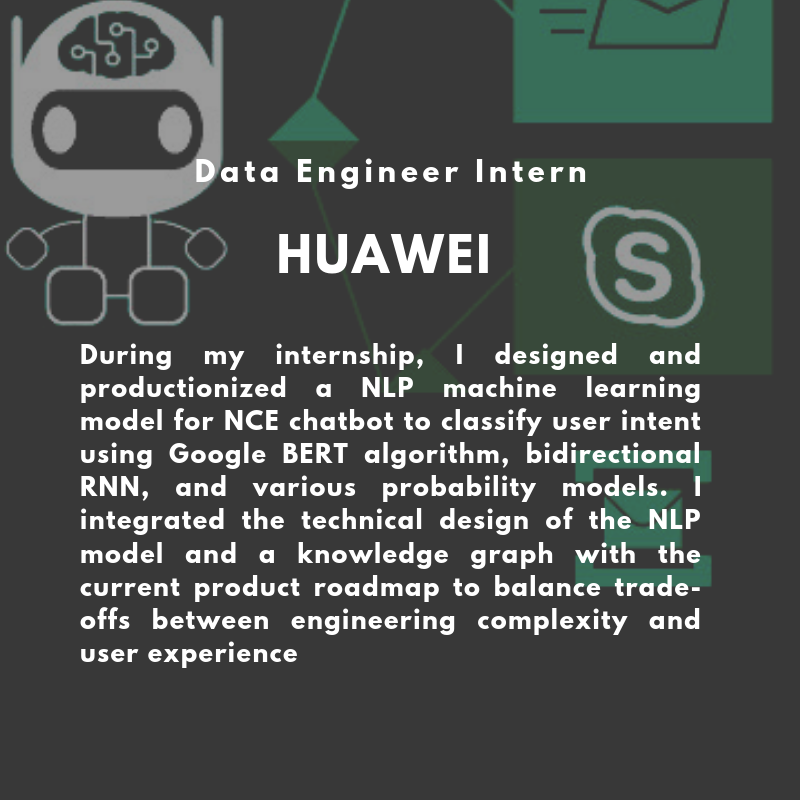 Data Engineer Intern
HUAWEI
During my internship, I designed and
productionized a NLP machine learning
model for NCE chatbot to classify user intent
using Google BERT algorithm, bidirectional
RNN, and various probability models. I
integrated the technical design of the NLP
model and a knowledge graph with the
current product roadmap to balance trade-
offs between engineering complexity and
user experience
S